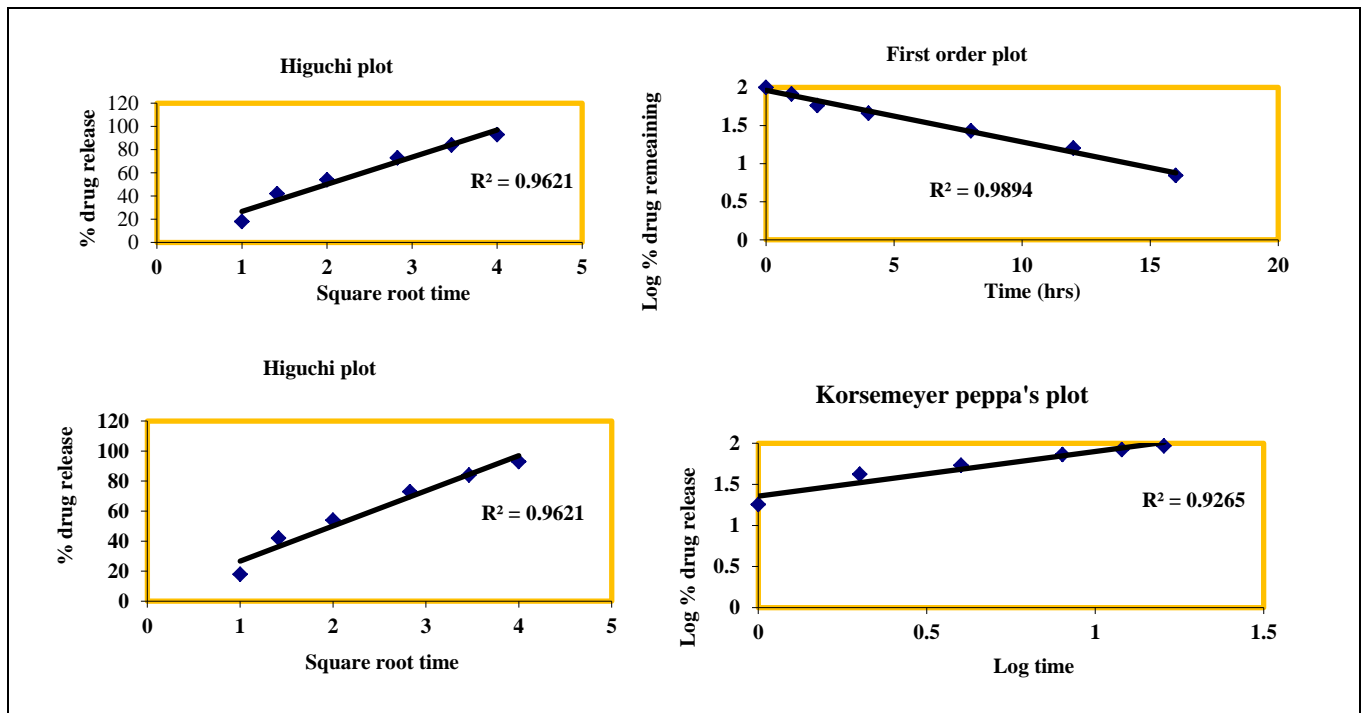 Higuchi plot
120
100
80
60
40
20
0
% drug release
R² = 0.9621
0 1 2 3 4 5
Square root time
First order plot
2
1.5
1
0.5
0
Log % drug remeaining
R² = 0.9894
0 5 10 15 20
Time (hrs)
Higuchi plot
120
100
80
60
40
20
0
% drug release
R² = 0.9621
0 1 2 3 4 5
Square root time
Korsemeyer peppa's plot
2
1.5
1
0.5
0
Log % drug release
R² = 0.9265
0 0.5 1 1.5
Log time